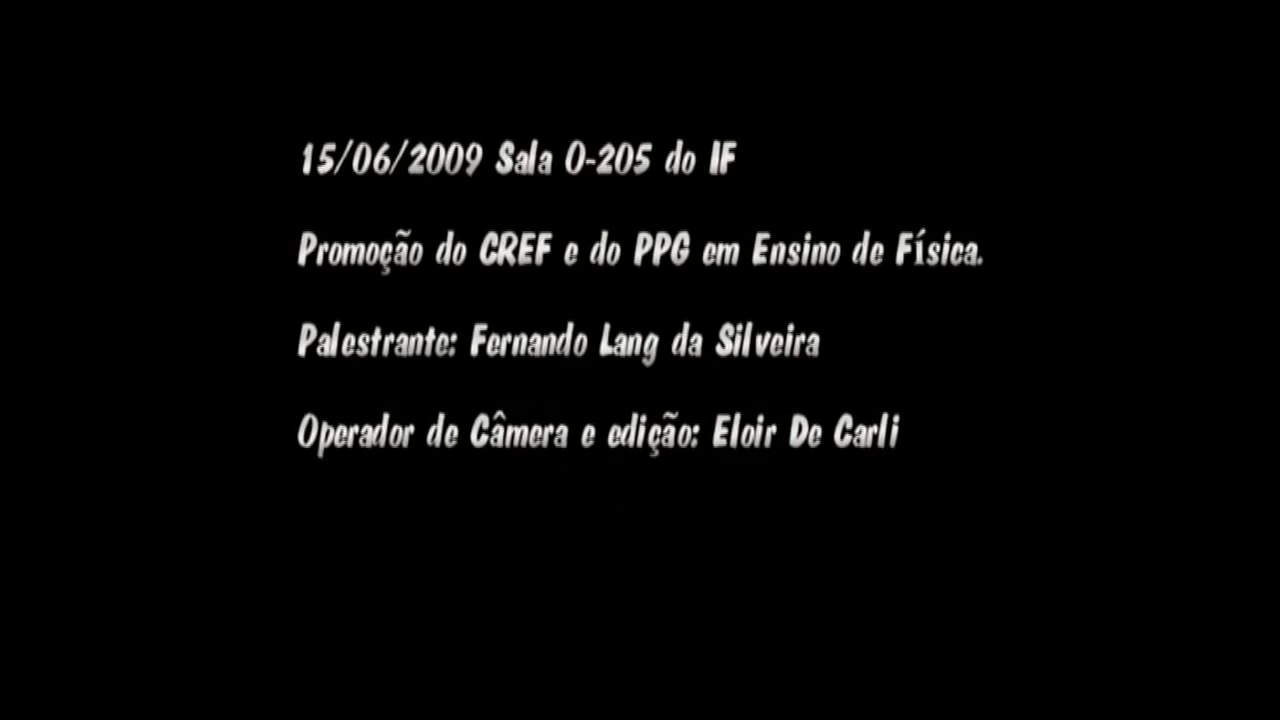 15/06/2009 Sala O-205 do IF
Promoção do CREF e do PPG em Ensino de Física.
Palestrante: Fernando Lang da Silveira
Operador de Câmera e edição: Eloir De Carli